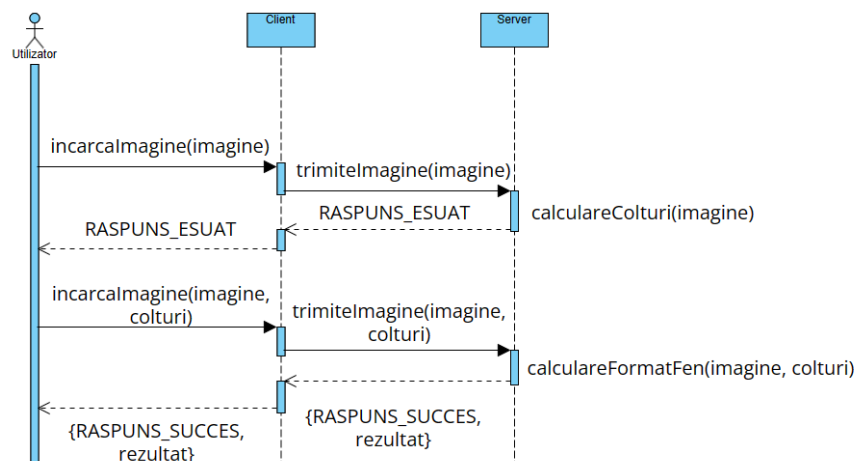 Utilizator
Client
Server
incarcaImagine(imagine)
trimiteImagine(imagine)
RASPUNS_ESUAT
calculareColturi(imagine)
RASPUNS_ESUAT
incarcaImagine(imagine,
colturi)
trimiteImagine(imagine,
colturi)
calculareFormatFen(imagine, colturi)
{RASPUNS_SUCCES,
rezultat}
{RASPUNS_SUCCES,
rezultat}